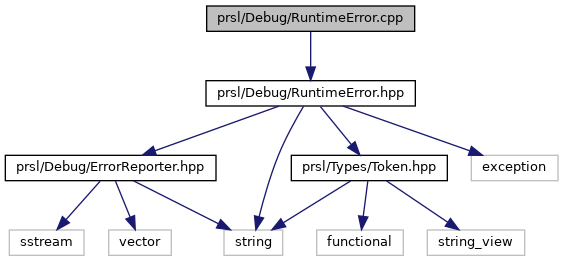 prsl/Debug/RuntimeError.cpp
prsl/Debug/RuntimeError.hpp
prsl/Debug/ErrorReporter.hpp
prsl/Types/Token.hpp
exception
sstream
vector
string
functional
string_view